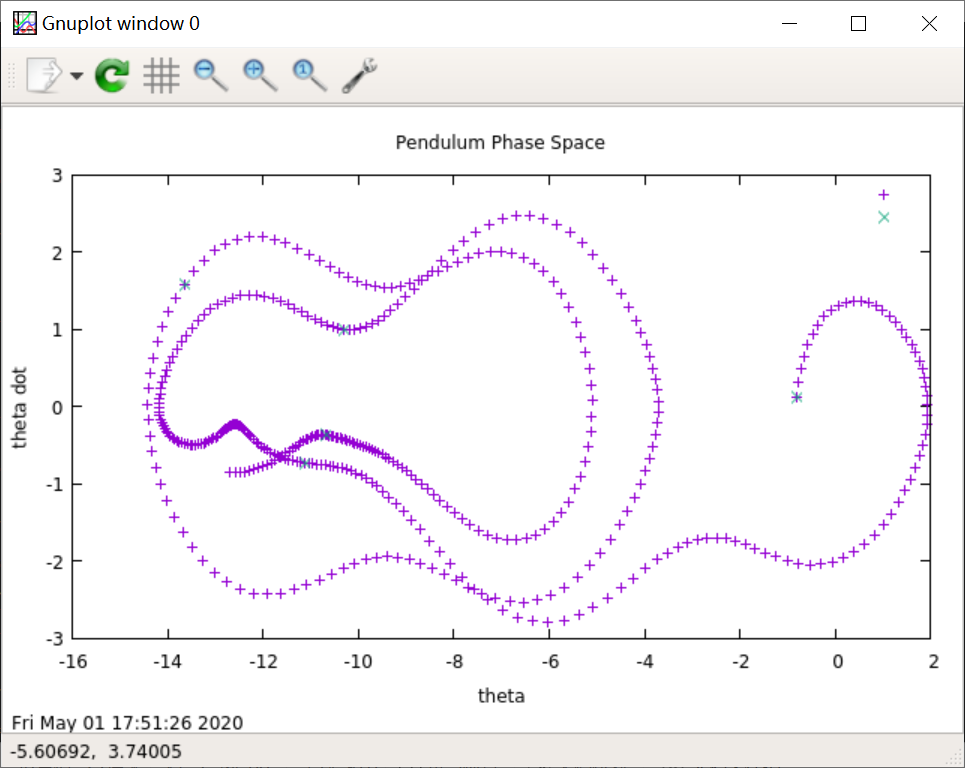 Gnuplot window 0
1
Pendulum Phase Space
3
2
1
0
-1
-2
-3
theta dot
-16 -14 -12 -10 -8 -6 -4 -2 0 2
theta
Fri May 01 17:51:26 2020
-5.60692, 3.74005